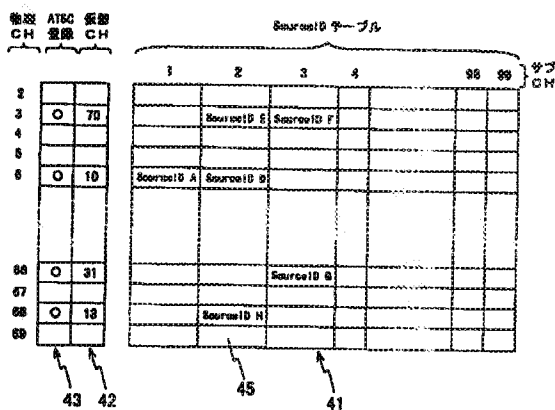 物理 CH
ATSC 登録
仮想 CH
SourceID テーブル
1 2 3 4 98 99
サブ CH
2
3 ○ 70 SourceID E SourceID F
4
5
6 ○ 10 SourceID A SourceID D
66 ○ 31 SourceID G
67
68 ○ 13 SourceID H
69
43 42 45 41